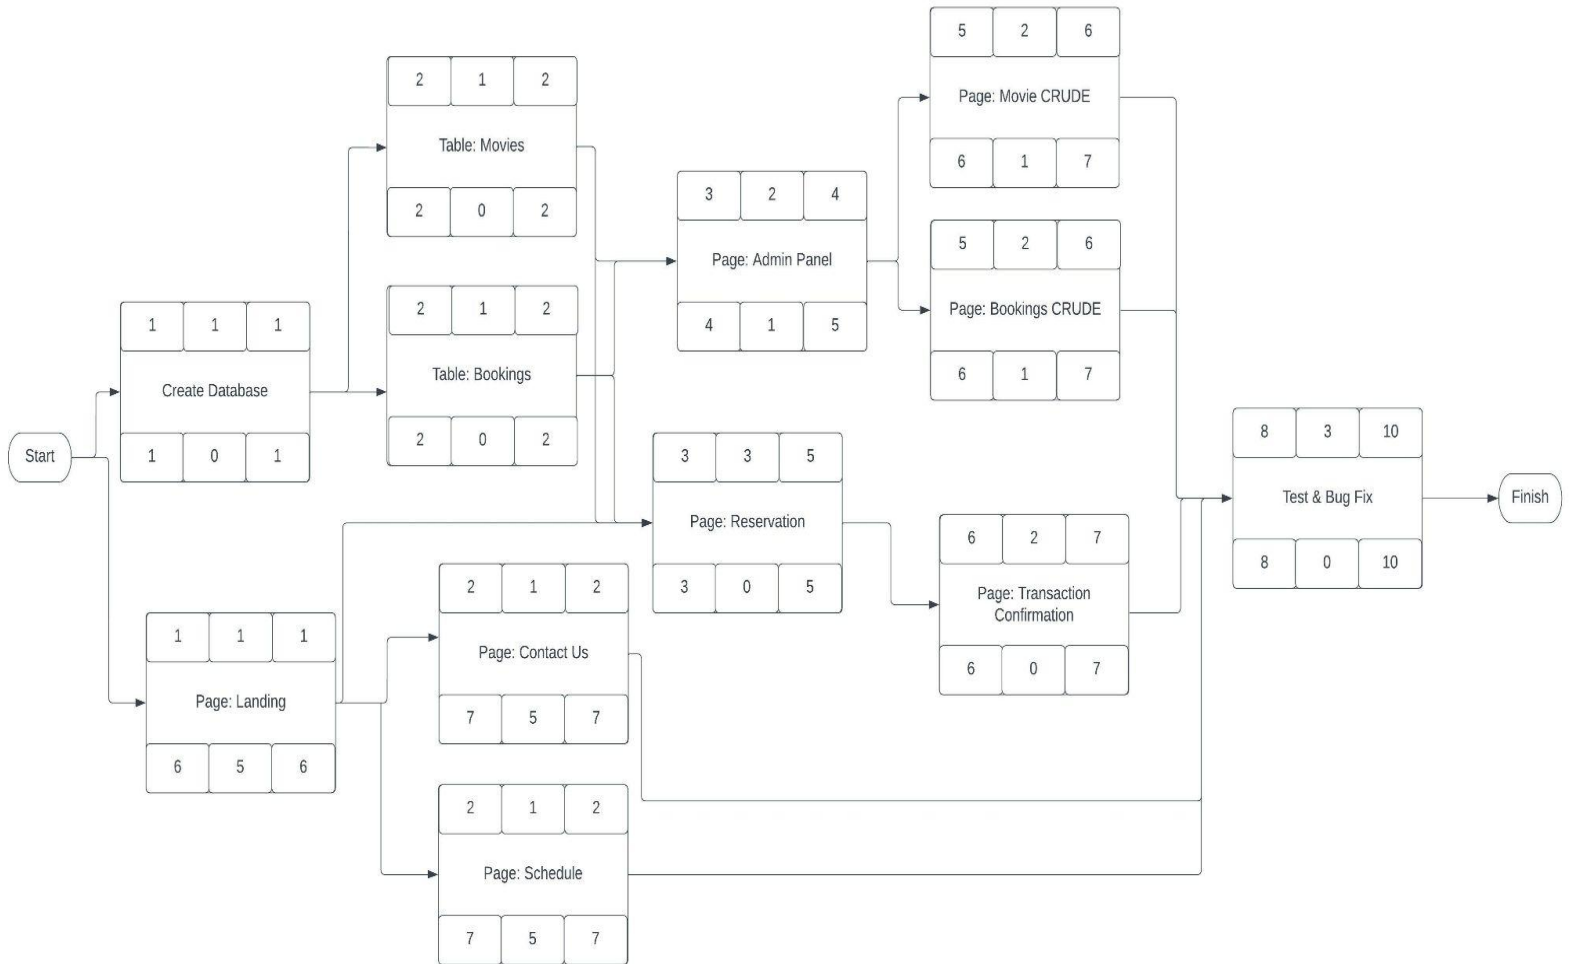 Start
1 1 1
Create Database
1 0 1
1 1 1
Page: Landing
6 5 6
2 1 2
Table: Movies
2 0 2
2 1 2
Table: Bookings
2 0 2
2 1 2
Page: Contact Us
7 5 7
2 1 2
Page: Schedule
7 5 7
3 2 4
Page: Admin Panel
4 1 5
3 3 5
Page: Reservation
3 0 5
5 2 6
Page: Movie CRUDE
6 1 7
5 2 6
Page: Bookings CRUDE
6 1 7
6 2 7
Page: Transaction
Confirmation
6 0 7
8 3 10
Test & Bug Fix
8 0 10
Finish